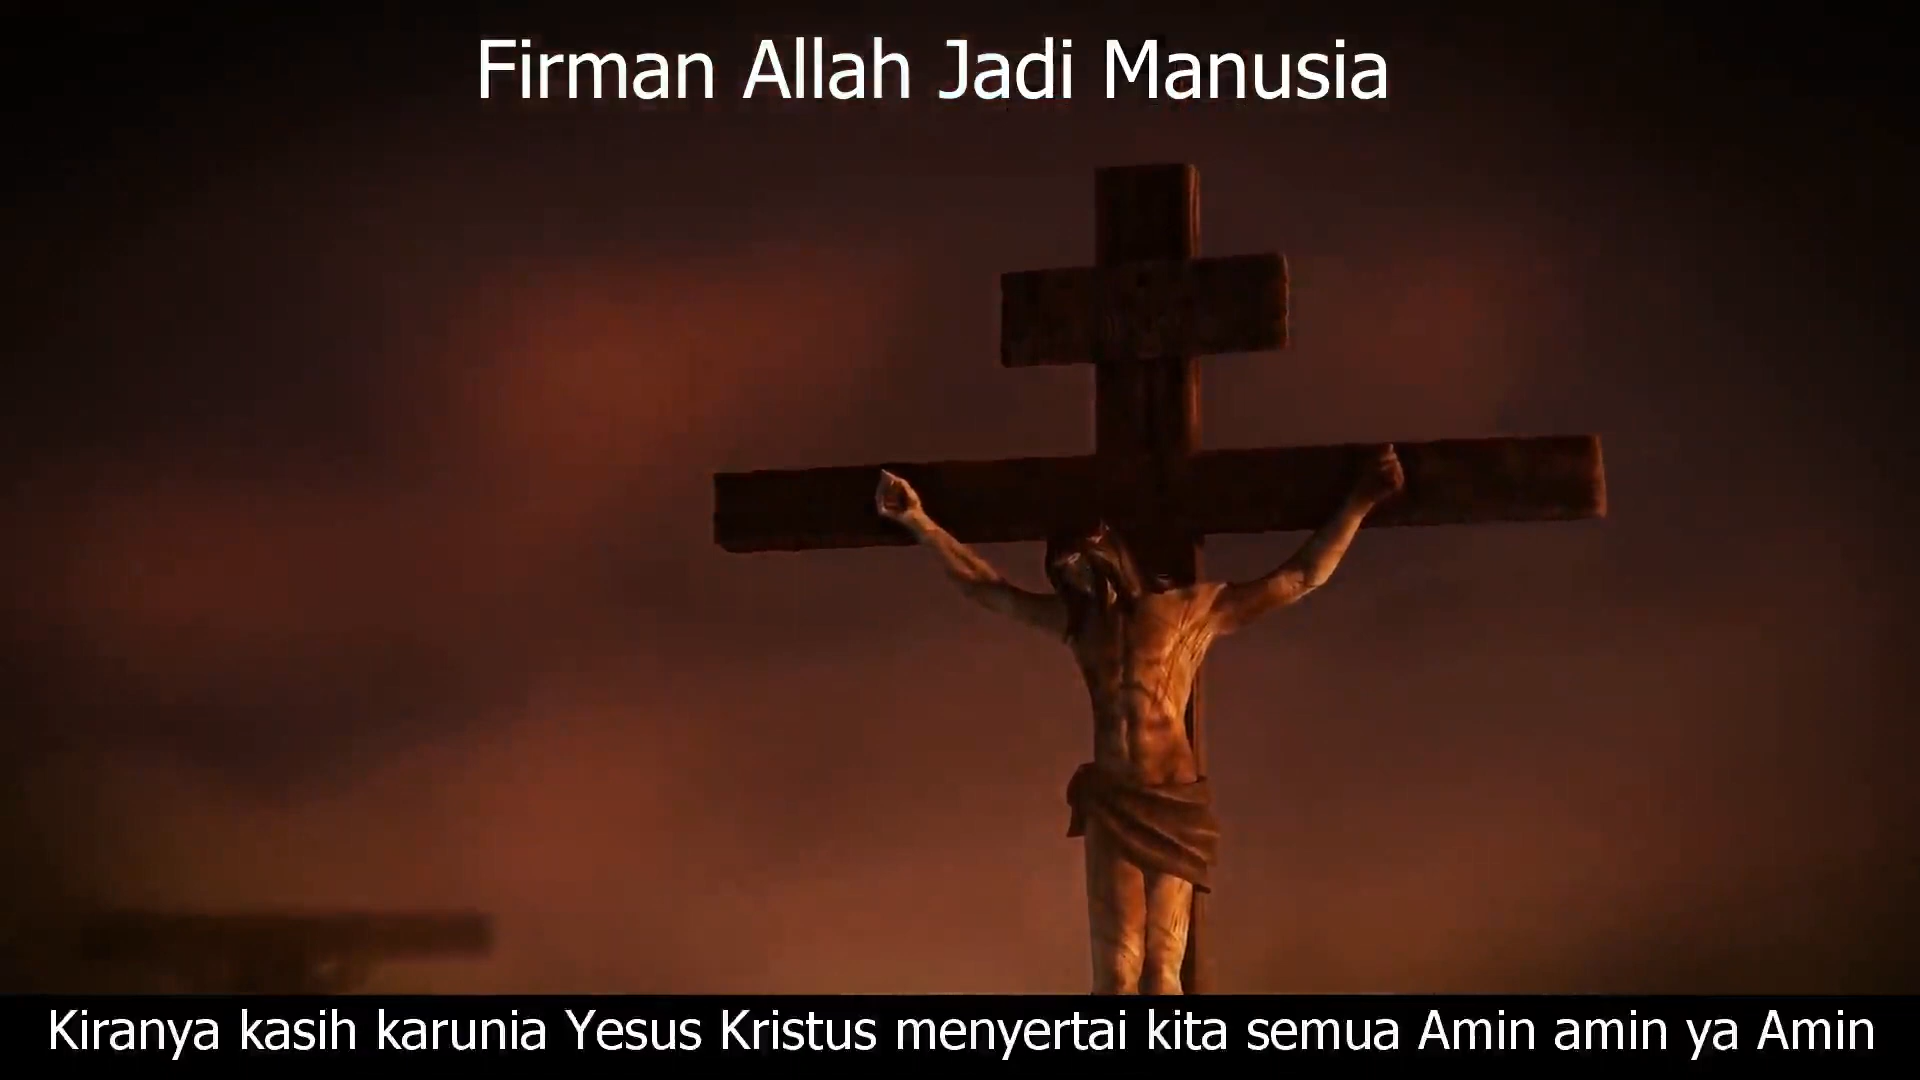 Firman Allah Jadi Manusia
Kiranya kasih karunia Yesus Kristus menyertai kita semua Amin amin ya Amin